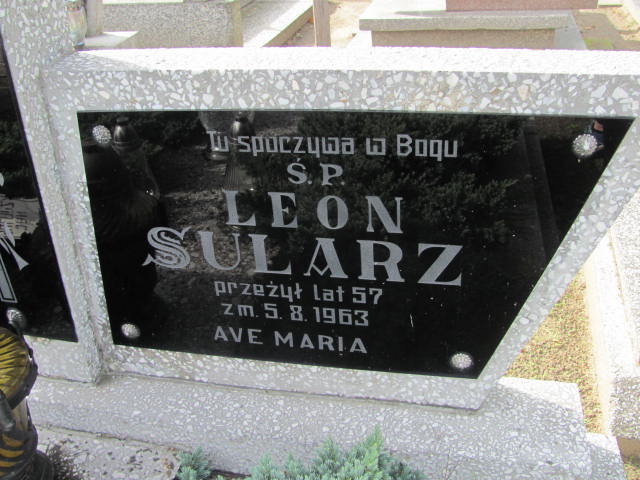 Tu spoczywa w Bogu
Ś.P.
LEON
SULARZ
przeżył lat 57
zm. 5. 8. 1963
AVE MARIA